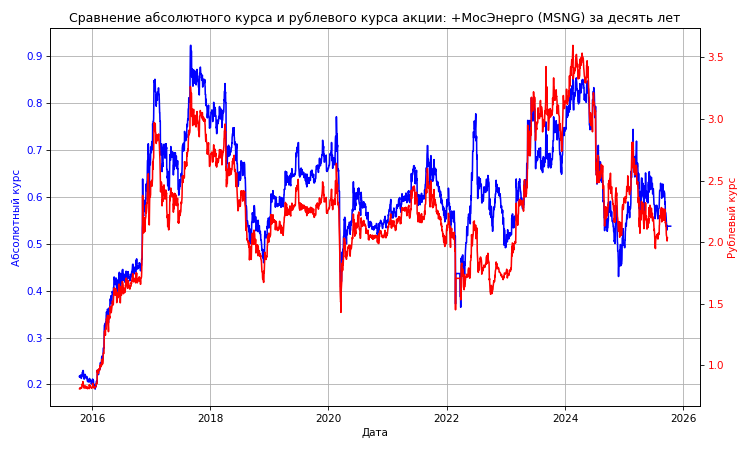 Сравнение абсолютного курса и рублевого курса акции: +МосЭнерго (MSNG) за десять лет
0.9
0.8
0.7
0.6
0.5
0.4
0.3
0.2
Абсолютный курс
3.5
3.0
2.5
2.0
1.5
1.0
Рублевый курс
2016 2018 2020 2022 2024 2026
Дата